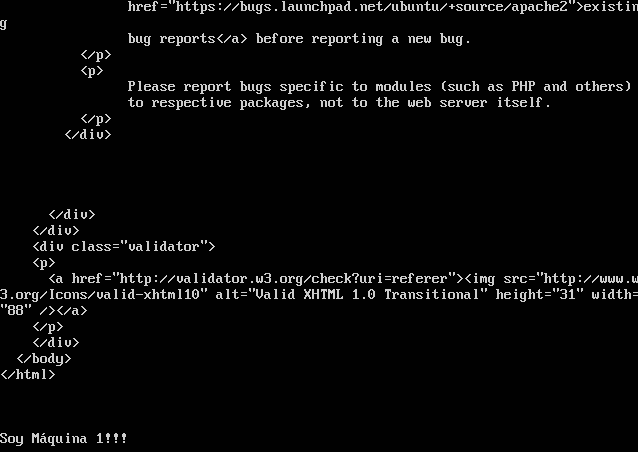 href="https://bugs.launchpad.net/ubuntu/+source/apache2">existin
g
bug reports</a> before reporting a new bug.
</p>
<p>
Please report bugs specific to modules (such as PHP and others)
to respective packages, not to the web server itself.
</p>
</div>
</div>
</div>
<div class="validator">
<p>
<a href="http://validator.w3.org/check?uri=referer"><img src="http://www.w
3.org/Icons/valid-xhtml10" alt="Valid XHTML 1.0 Transitional" height="31" width=
"88" /></a>
</p>
</div>
</body>
</html>
Soy Máquina 1!!!